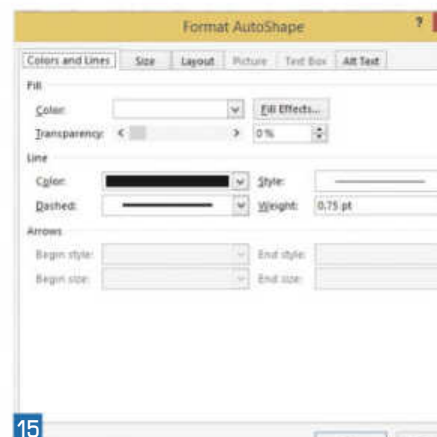 Format AutoShape ?
Colors and Lines Size Layout Picture Text Box Alt Text
Fill
Color: Fill Effects...
Transparency: < > 0 %
Line
Color: Style:
Dashed: Weight: 0.75 pt
Arrows
Begin style: End style:
Begin size: End size:
15